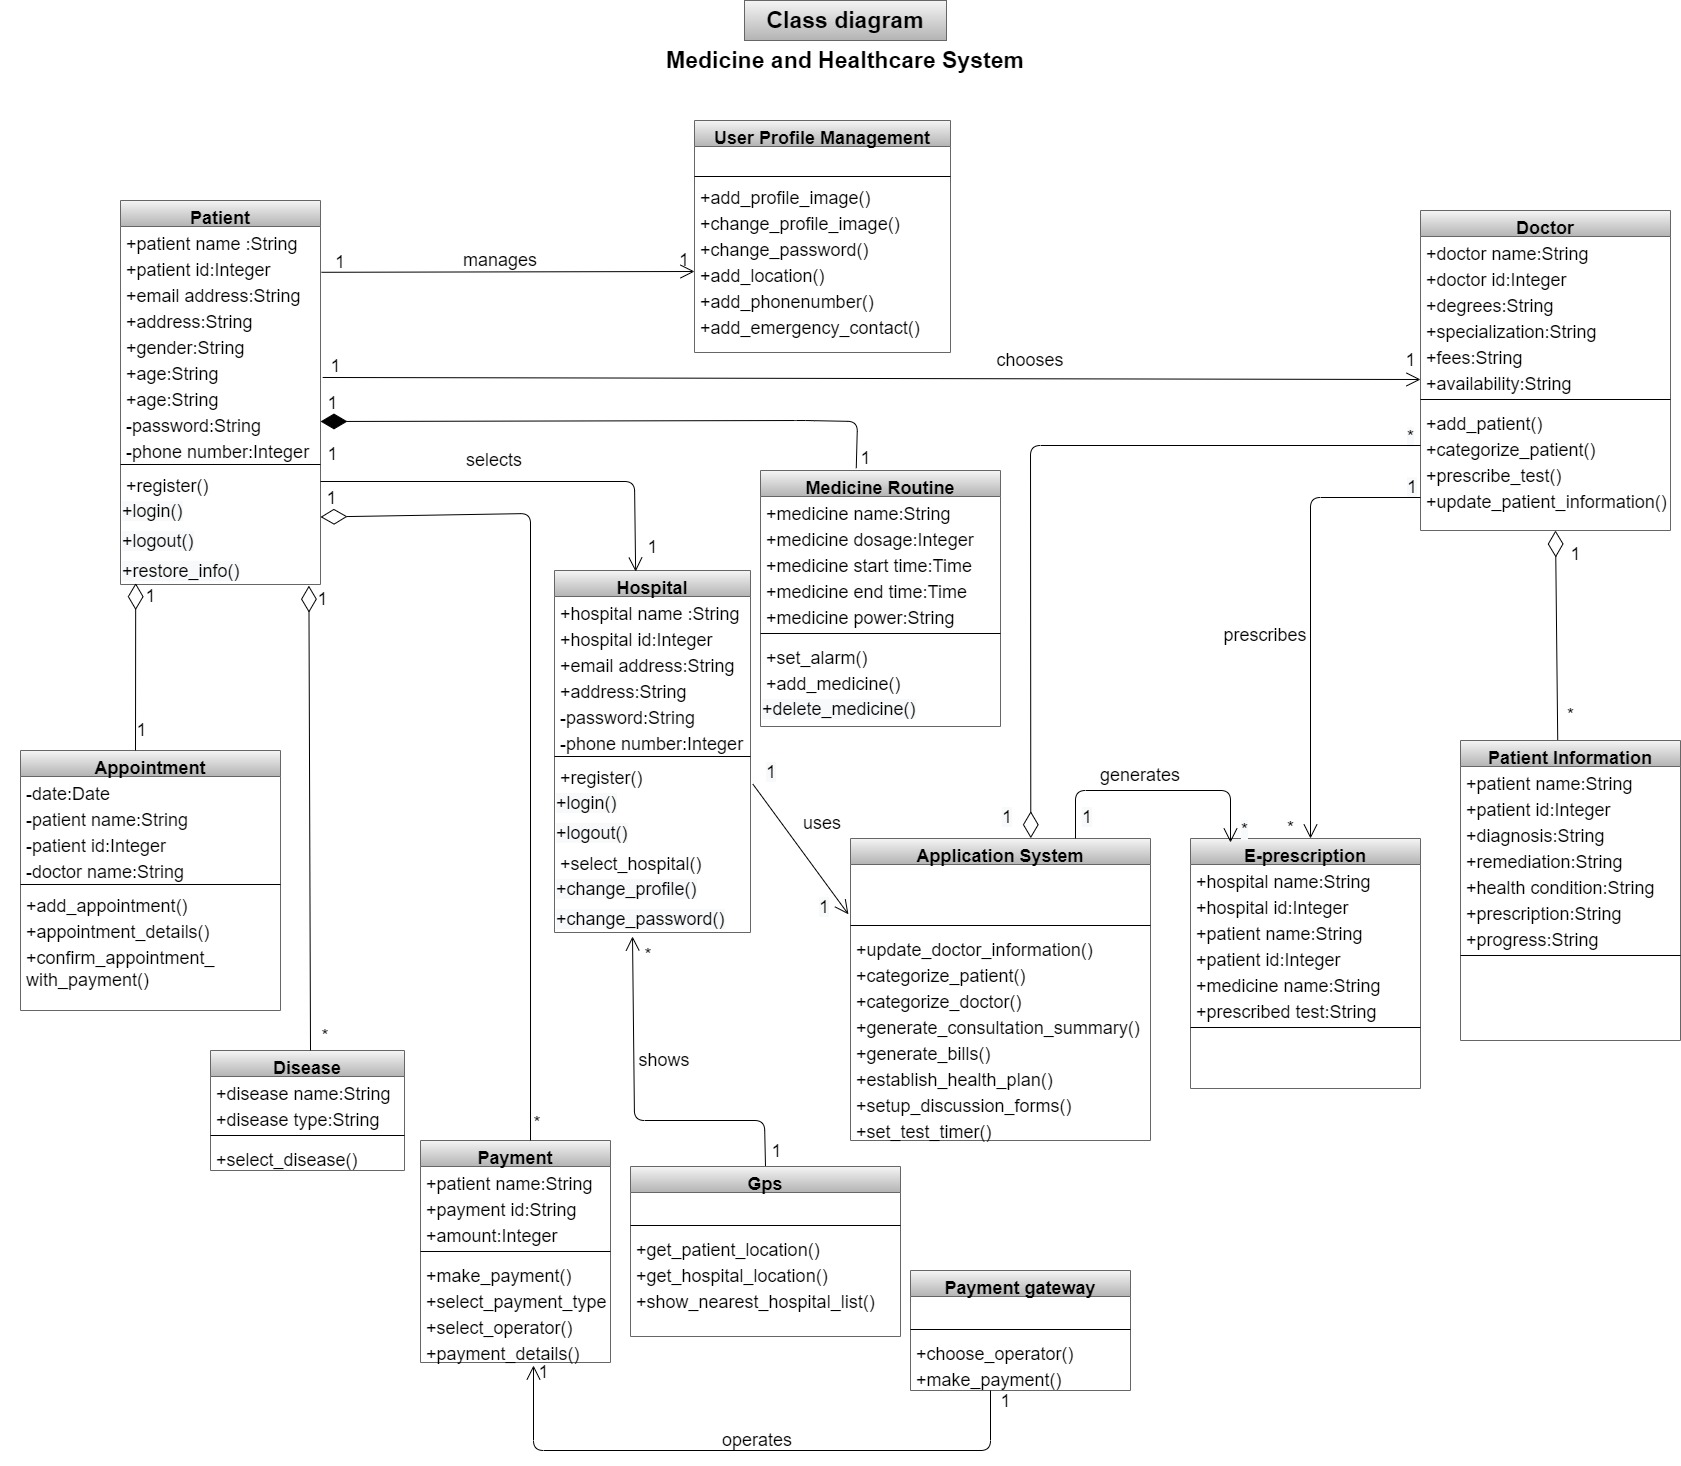 Class diagram
Medicine and Healthcare System
User Profile Management
+add_profile_image()
+change_profile_image()
+change_password()
+add_location()
+add_phonenumber()
+add_emergency_contact()
Patient
+patient name :String
+patient id:Integer
+email address:String
+address:String
+gender:String
+age:String
+age:String
-password:String
-phone number:Integer
+register()
+login()
+logout()
+restore_info()
1
manages
1
1
chooses
1
1
1
1
selects
1
1
Doctor
+doctor name:String
+doctor id:Integer
+degrees:String
+specialization:String
+fees:String
+availability:String
+add_patient()
+categorize_patient()
+prescribe_test()
+update_patient_information()
*
1
1
prescribes
*
*
Medicine Routine
+medicine name:String
+medicine dosage:Integer
+medicine start time:Time
+medicine end time:Time
+medicine power:String
+set_alarm()
+add_medicine()
+delete_medicine()
Hospital
+hospital name :String
+hospital id:Integer
+email address:String
+address:String
-password:String
-phone number:Integer
+register()
+login()
+logout()
+select_hospital()
+change_profile()
+change_password()
1
1
1
*
*
Appointment
-date:Date
-patient name:String
-patient id:Integer
-doctor name:String
+add_appointment()
+appointment_details()
+confirm_appointment_
with_payment()
Patient Information
+patient name:String
+patient id:Integer
+diagnosis:String
+remediation:String
+health condition:String
+prescription:String
+progress:String
1
uses
1
1
1
generates
*
Application System
+update_doctor_information()
+categorize_patient()
+categorize_doctor()
+generate_consultation_summary()
+generate_bills()
+establish_health_plan()
+setup_discussion_forms()
+set_test_timer()
E-prescription
+hospital name:String
+hospital id:Integer
+patient name:String
+patient id:Integer
+medicine name:String
+prescribed test:String
*
shows
1
Disease
+disease name:String
+disease type:String
+select_disease()
Payment
+patient name:String
+payment id:String
+amount:Integer
+make_payment()
+select_payment_type
+select_operator()
+payment_details()
Gps
+get_patient_location()
+get_hospital_location()
+show_nearest_hospital_list()
Payment gateway
+choose_operator()
+make_payment()
1
1
operates